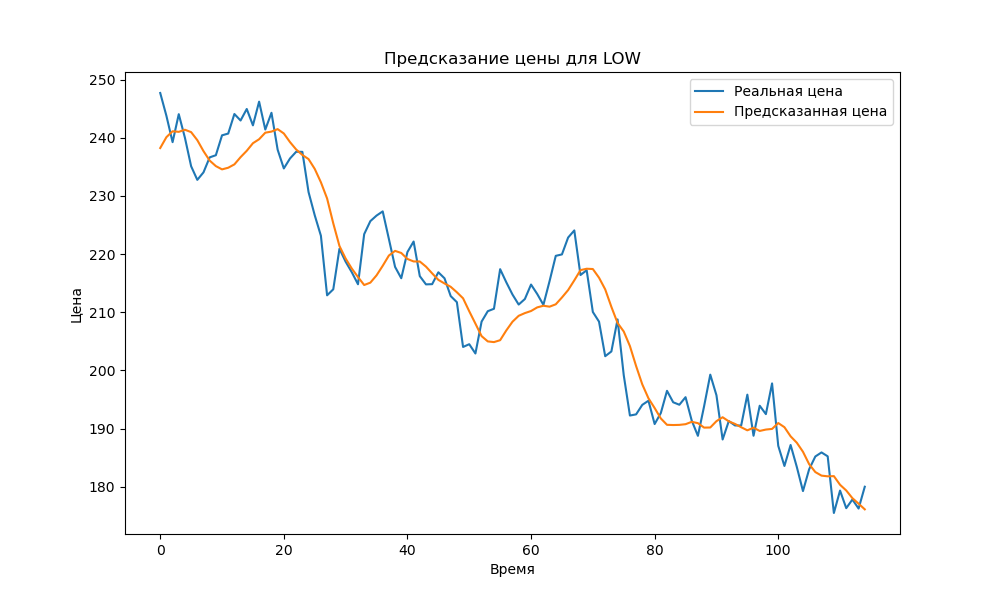 Предсказание цены для LOW
Реальная цена
Предсказанная цена
250
240
230
220
210
200
190
180
Цена
0 20 40 60 80 100
Время